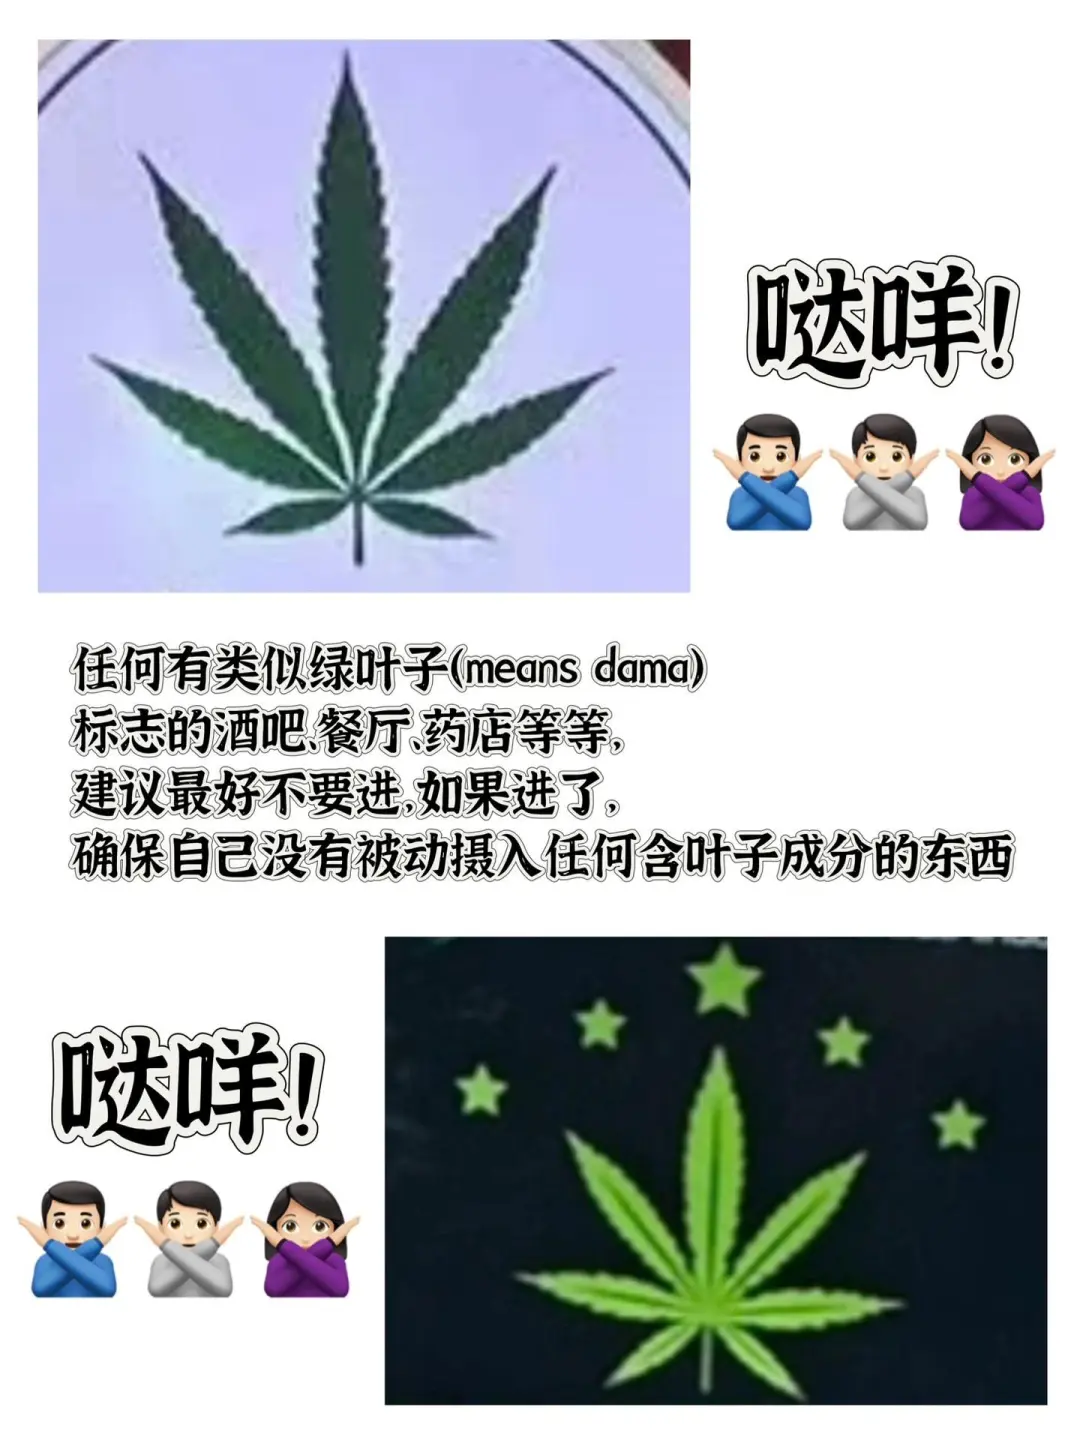 哒咩!
任何有类似绿叶子(means dama)
标志的酒吧、餐厅、药店等等,
建议最好不要进,如果进了,
确保自己没有被动摄入任何含叶子成分的东西
哒咩!